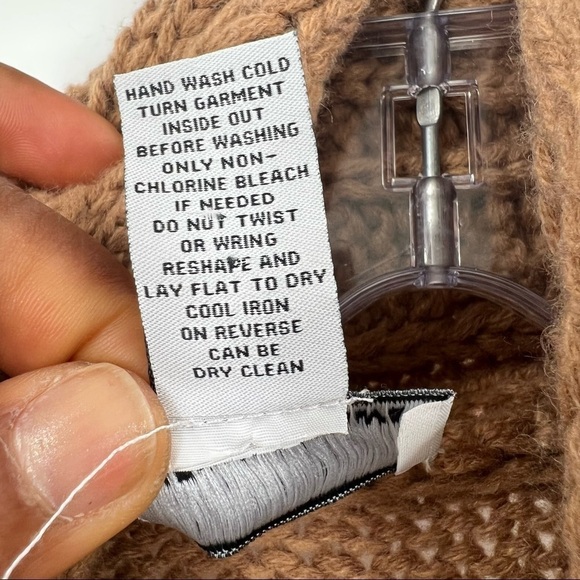 HAND WASH COLD
TURN GARMENT
INSIDE OUT
BEFORE WASHING
ONLY NON-
CHLORINE BLEACH
IF NEEDED
DO NUT TWIST
OR WRING
RESHAPE AND
LAY FLAT TO DRY
COOL IRON
ON REVERSE
CAN BE
DRY CLEAN